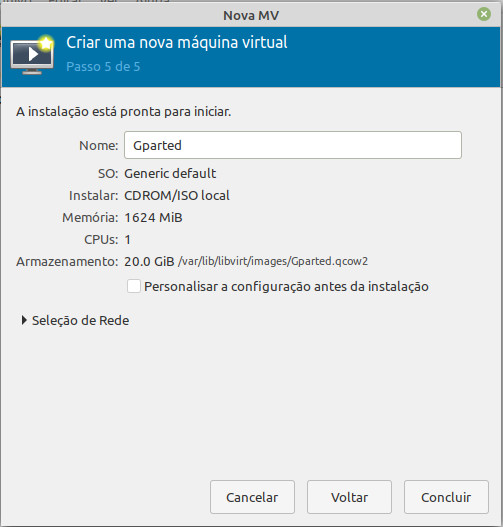 Nova MV
Criar uma nova máquina virtual
Passo 5 de 5
A instalação está pronta para iniciar.
Nome: Gparted
SO: Generic default
Instalar: CDROM/ISO local
Memória: 1624 MiB
CPUs: 1
Armazenamento: 20.0 GiB /var/lib/libvirt/images/Gparted.qcow2
Personalisar a configuração antes da instalação
Seleção de Rede
Cancelar Voltar Concluir